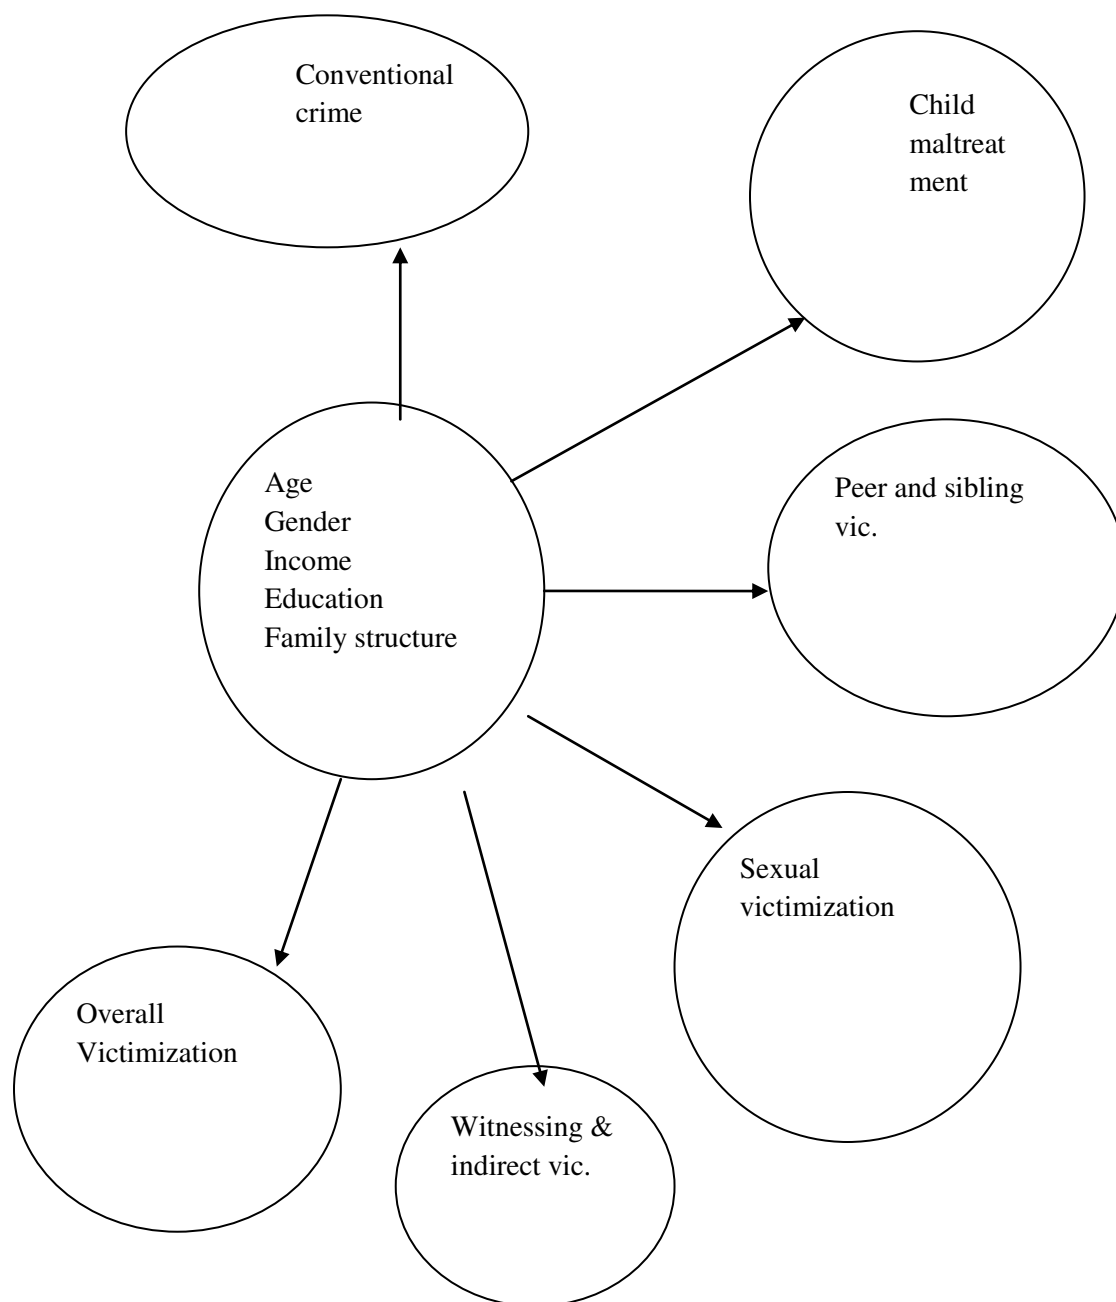 Conventional
crime
Child
maltreat
ment
Age
Gender
Income
Education
Family structure
Peer and sibling
vic.
Sexual
victimization
Overall
Victimization
Witnessing &
indirect vic.